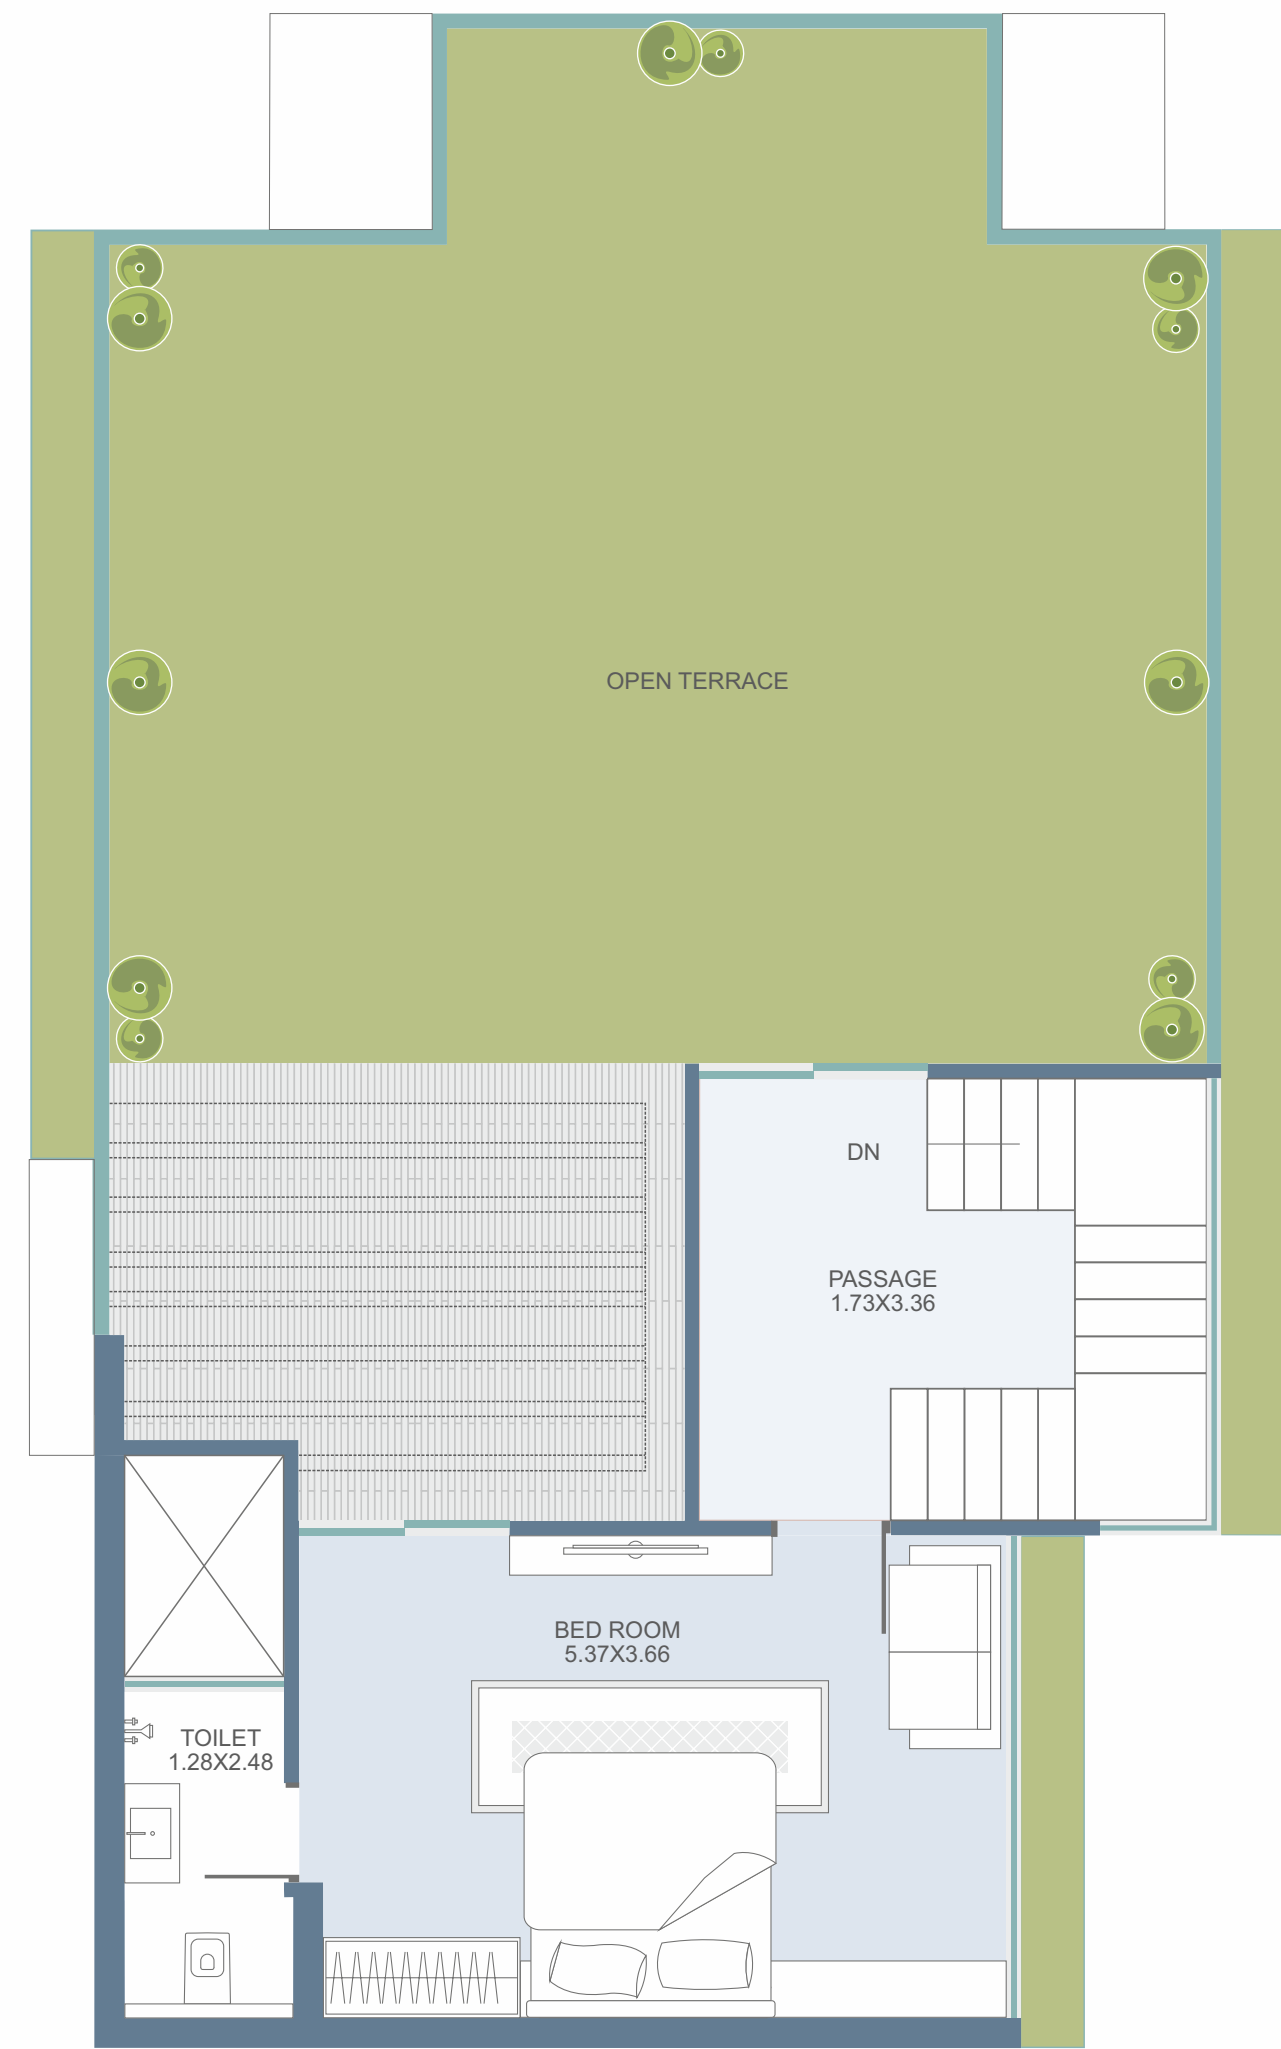 OPEN TERRACE
DN
PASSAGE
1.73X3.36
BED ROOM
5.37X3.66
TOILET
1.28X2.48